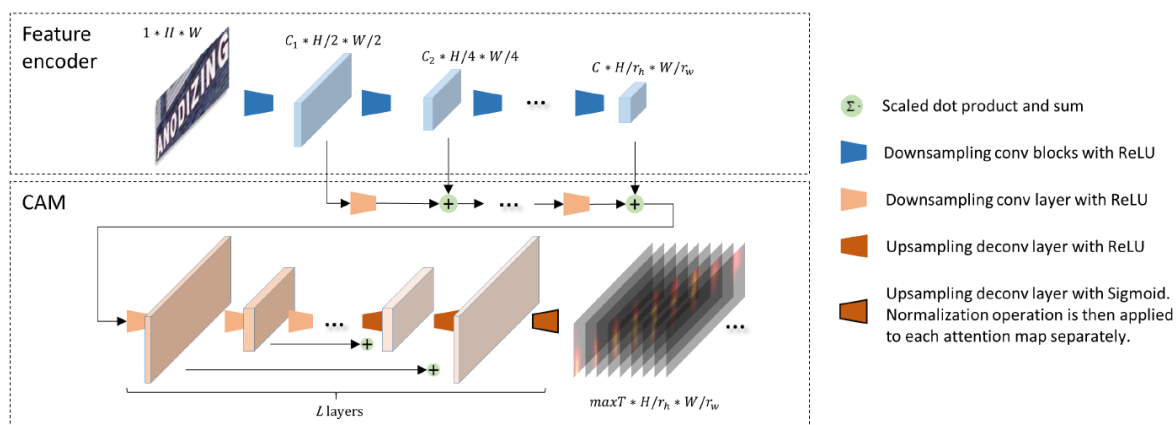 Feature
encoder
1 ∗ H ∗ W
C₁ ∗ H/2 ∗ W/2
C₂ ∗ H/4 ∗ W/4
C ∗ H/rₕ ∗ W/r_w
ANODIZING
...
CAM
...
...
...
L layers
maxT ∗ H/rₕ ∗ W/r_w
Σ· Scaled dot product and sum
Downsampling conv blocks with ReLU
Downsampling conv layer with ReLU
Upsampling deconv layer with ReLU
Upsampling deconv layer with Sigmoid.
Normalization operation is then applied
to each attention map separately.